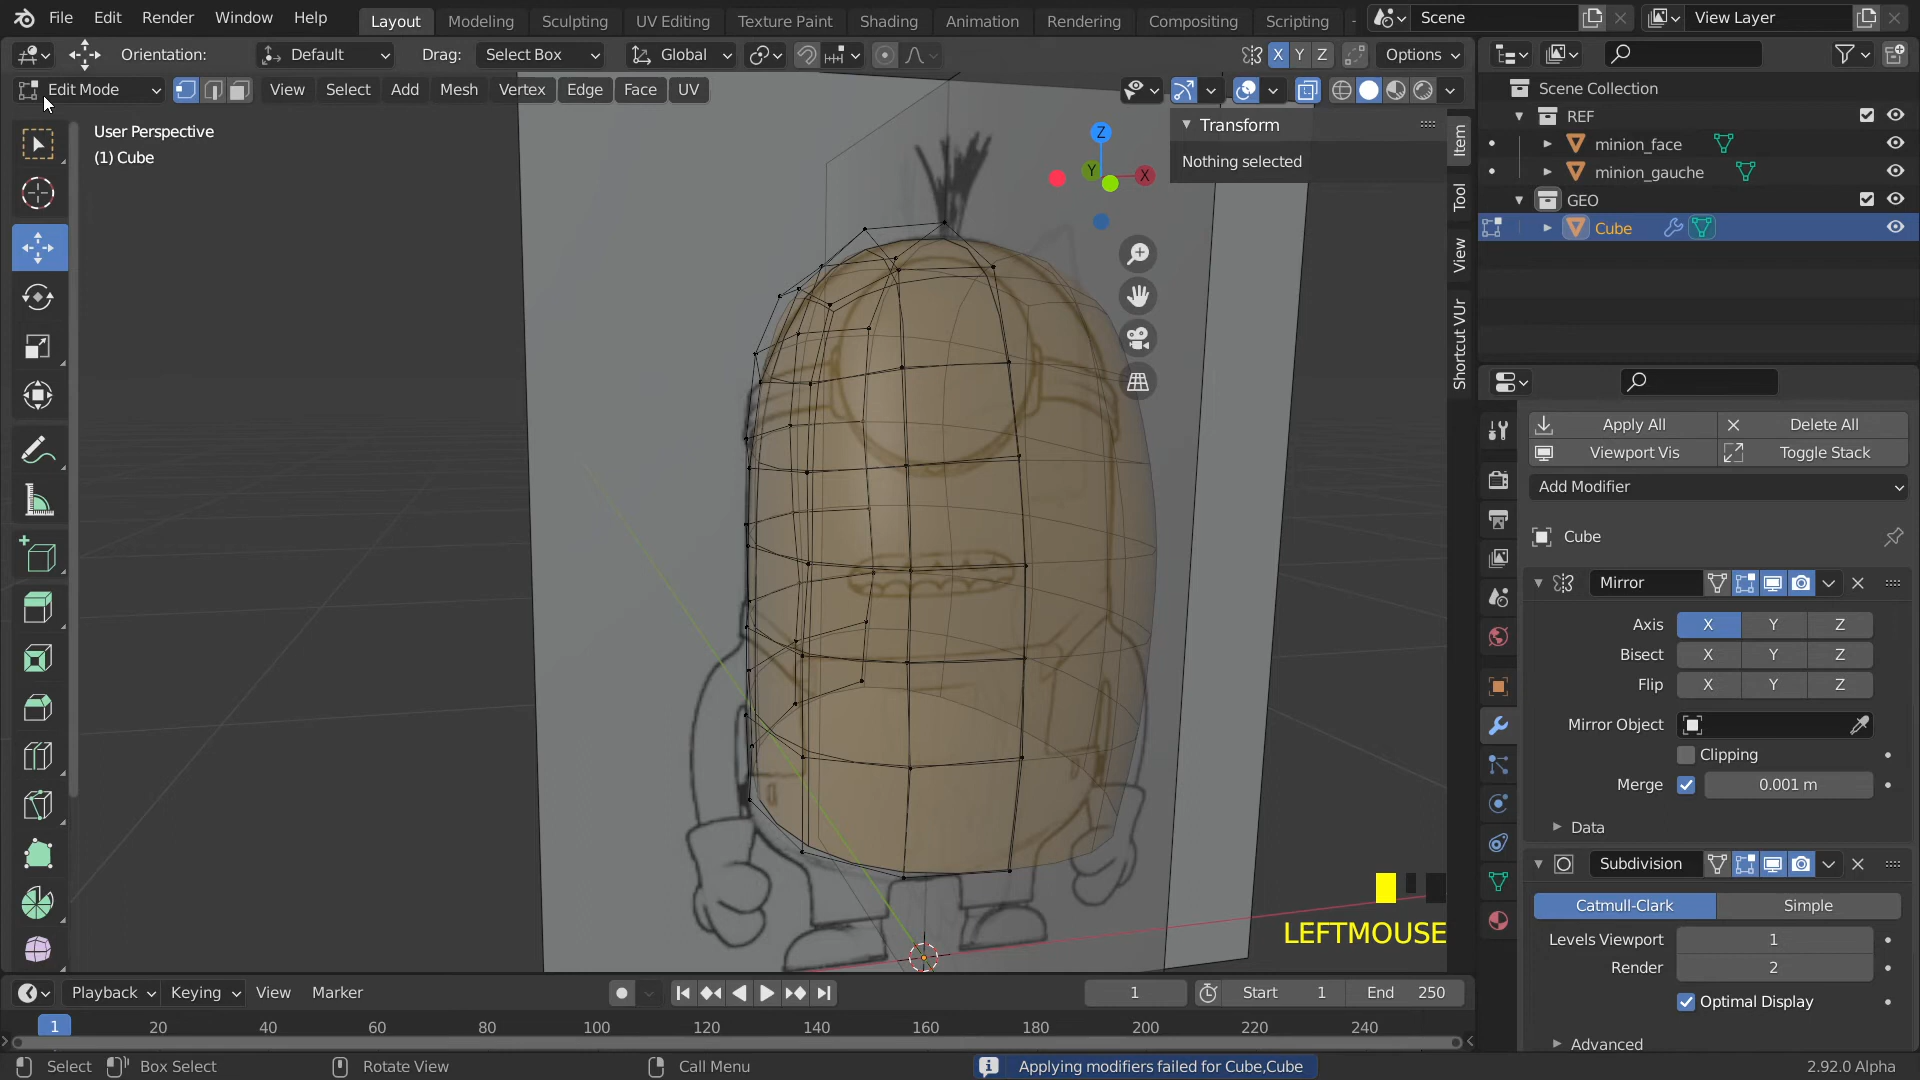 File Edit Render Window Help Layout Modeling Sculpting UV Editing Texture Paint Shading Animation Rendering Compositing Scripting Scene View Layer
Orientation: Default Drag: Select Box Global X Y Z Options
Edit Mode View Select Add Mesh Vertex Edge Face UV
User Perspective
(1) Cube
Transform
Nothing selected
Item
Tool
View
Shortcut VUr
Z
Y
X
Scene Collection
REF
minion_face
minion_gauche
GEO
Cube
Apply All Delete All
Viewport Vis Toggle Stack
Add Modifier
Cube
Mirror
Axis X Y Z
Bisect X Y Z
Flip X Y Z
Mirror Object
Clipping
Merge 0.001 m
Data
Subdivision
Catmull-Clark Simple
Levels Viewport 1
Render 2
Optimal Display
Advanced
LEFTMOUSE
Playback Keying View Marker 1 Start 1 End 250
1 20 40 60 80 100 120 140 160 180 200 220 240
Select Box Select Rotate View Call Menu Applying modifiers failed for Cube,Cube 2.92.0 Alpha